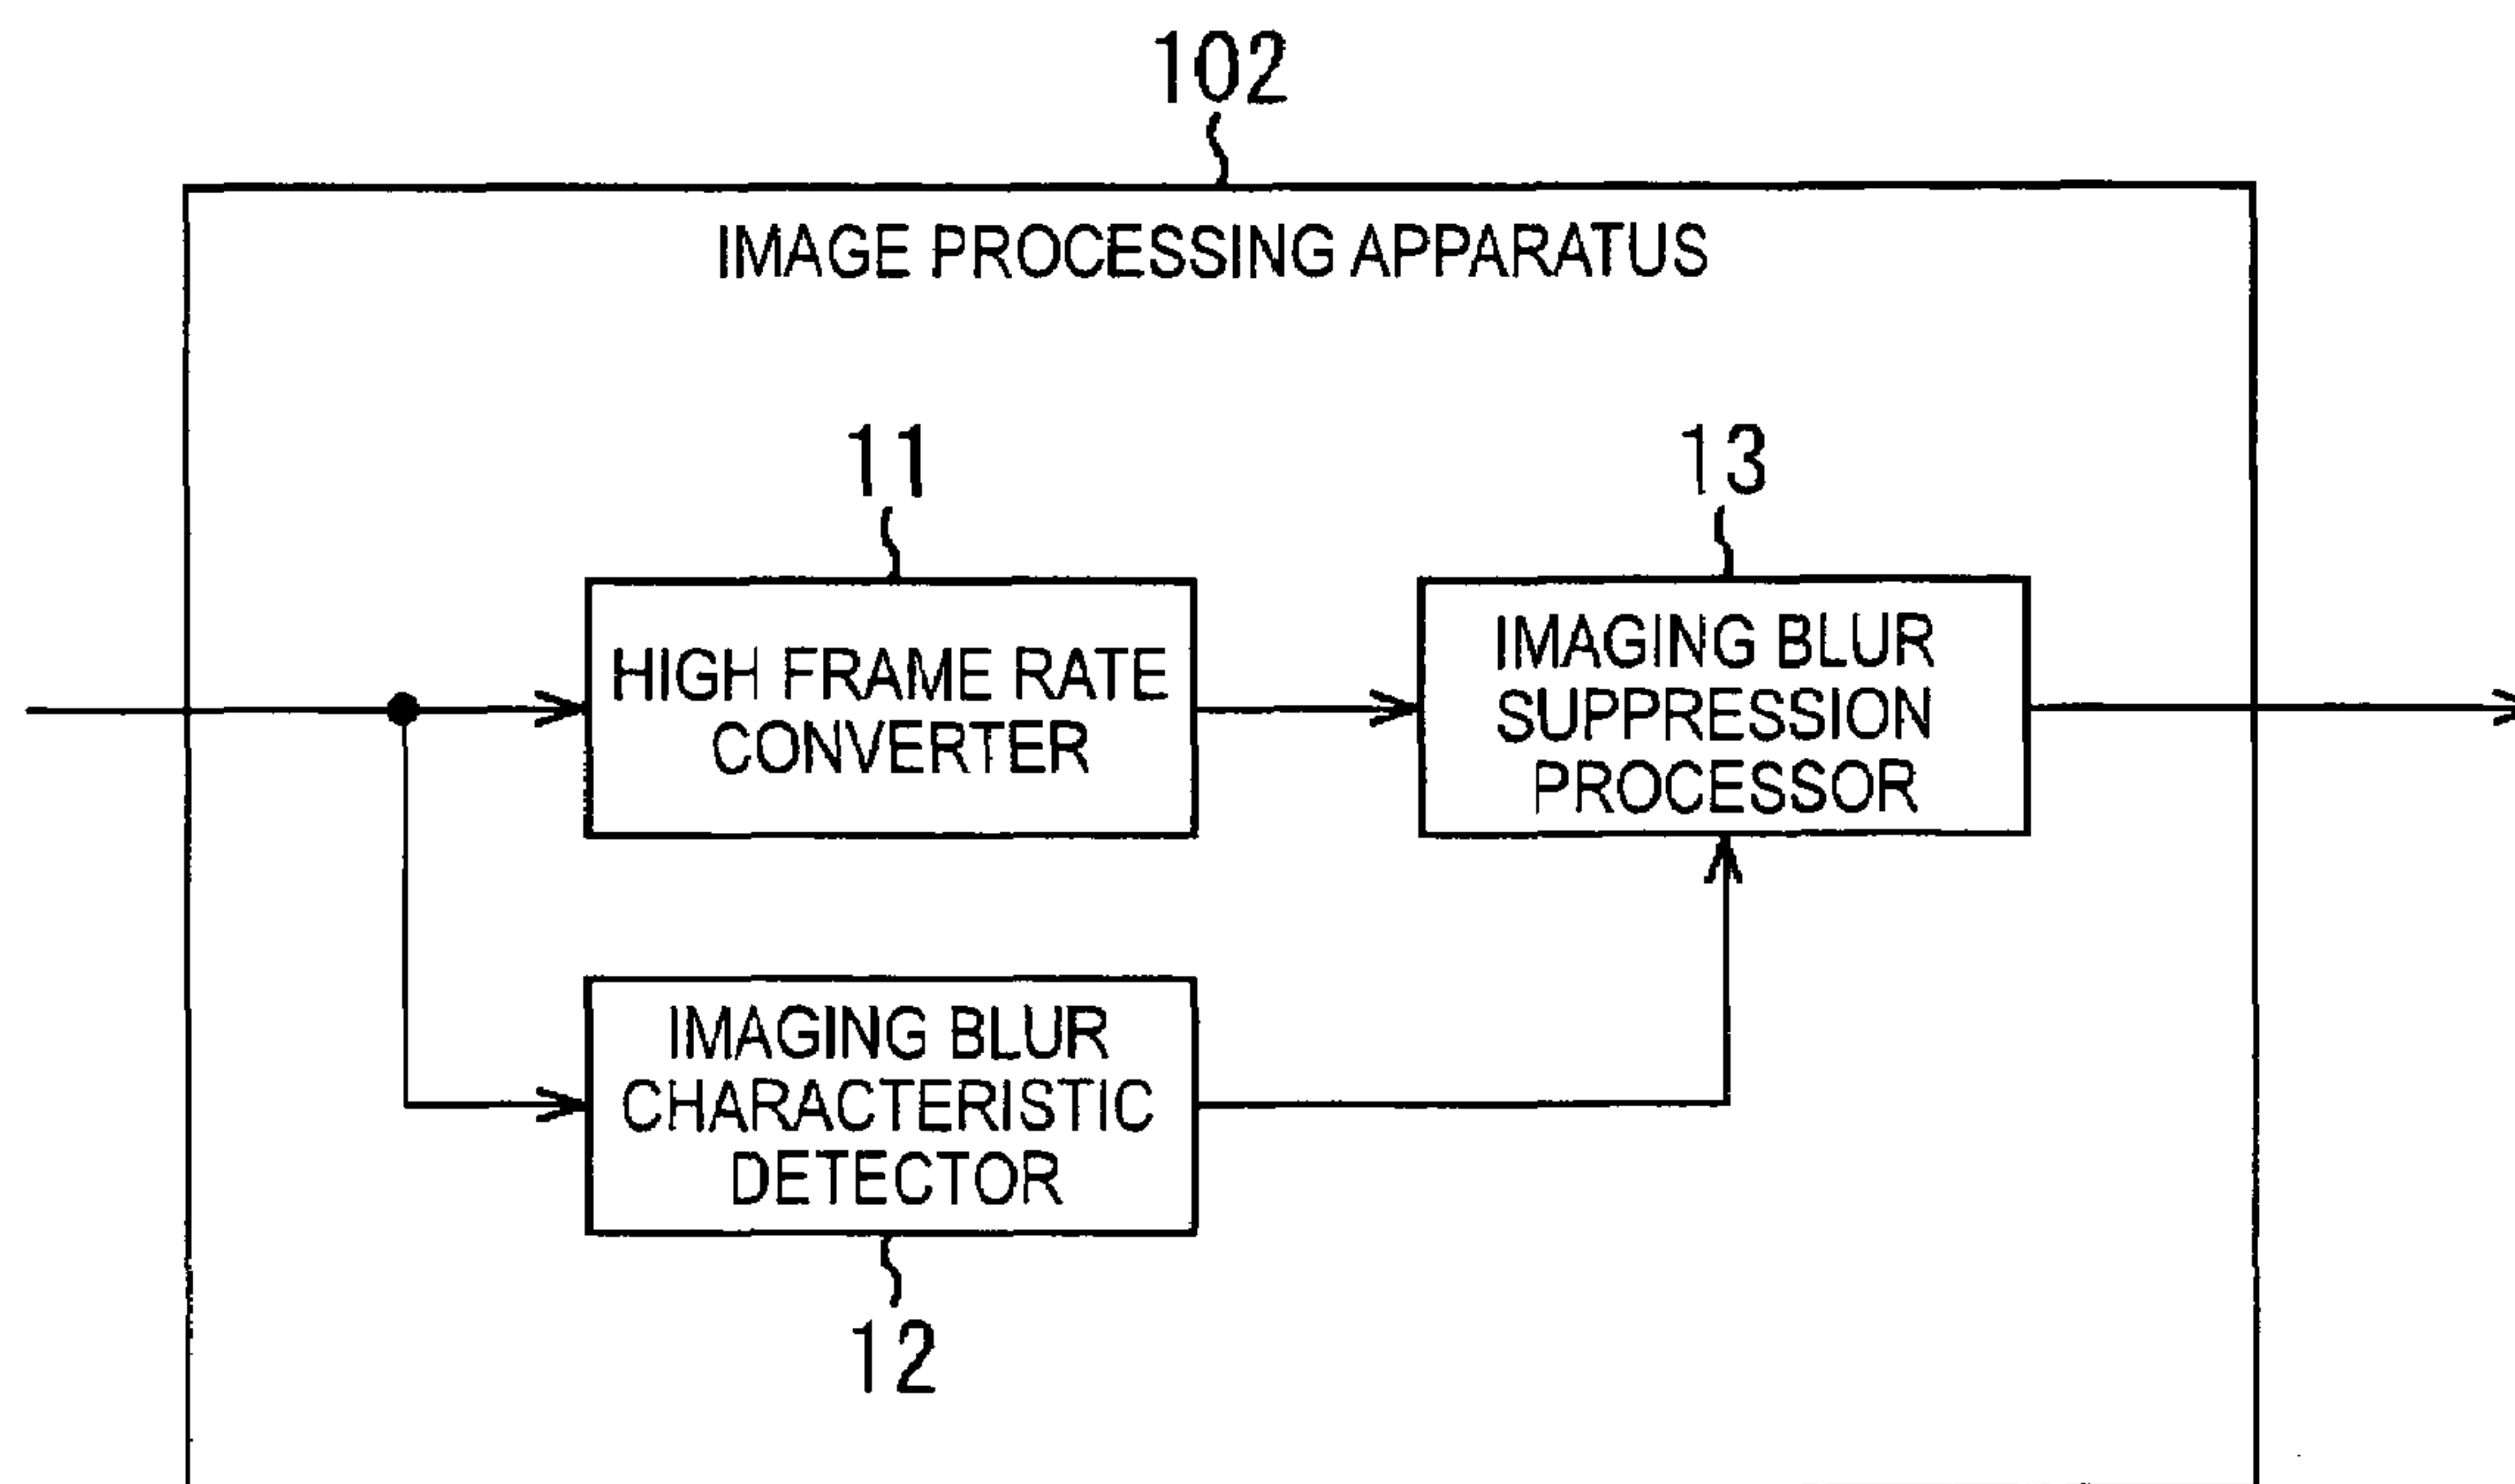 102
IMAGE PROCESSING APPARATUS
11
13
HIGH FRAME RATE
CONVERTER
IMAGING BLUR
SUPPRESSION
PROCESSOR
IMAGING BLUR
CHARACTERISTIC
DETECTOR
12